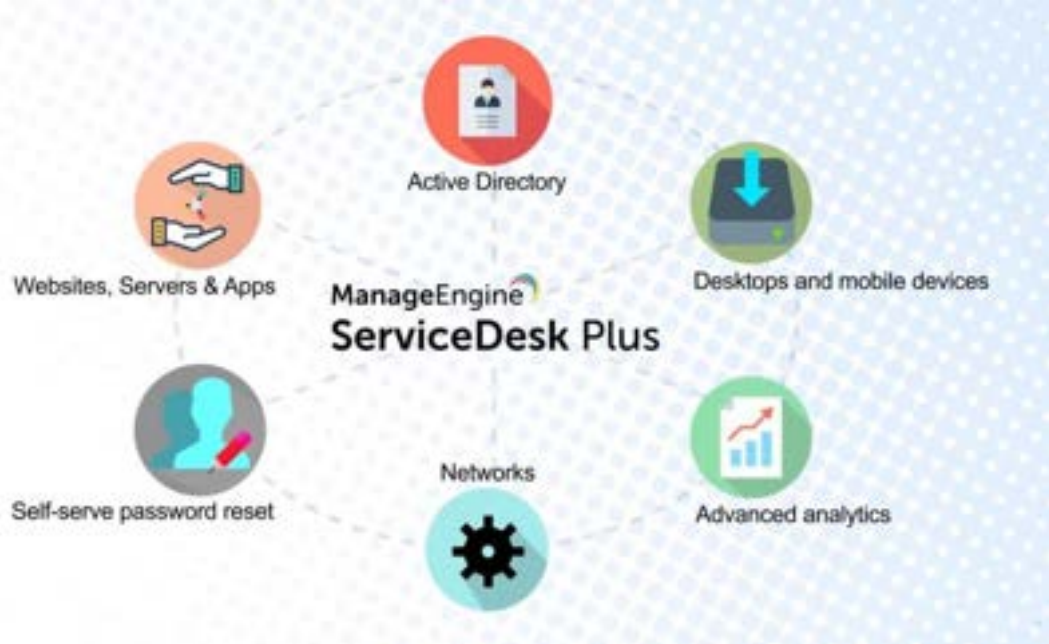 Active Directory
Websites, Servers & Apps
Desktops and mobile devices
ManageEngine
ServiceDesk Plus
Networks
Self-serve password reset
Advanced analytics